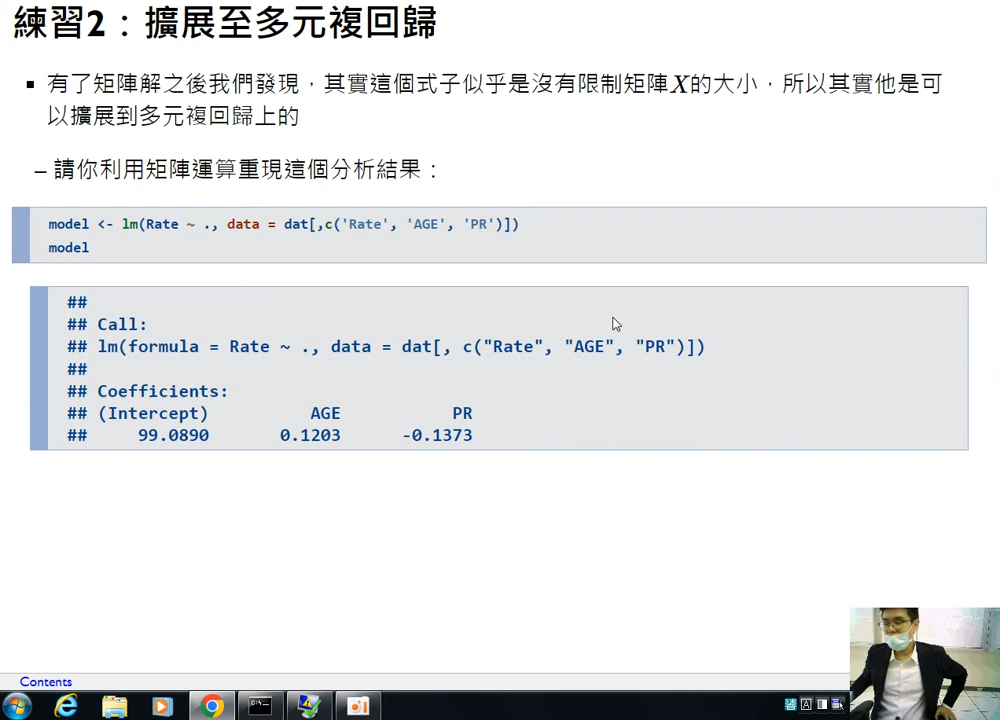 練習2：擴展至多元複回歸
有了矩陣解之後我們發現，其實這個式子似乎是沒有限制矩陣X的大小，所以其實他是可
以擴展到多元複回歸上的
– 請你利用矩陣運算重現這個分析結果：
model <- lm(Rate ~ ., data = dat[,c('Rate', 'AGE', 'PR')])
model
##
## Call:
## lm(formula = Rate ~ ., data = dat[, c("Rate", "AGE", "PR")])
##
## Coefficients:
## (Intercept) AGE PR
## 99.0890 0.1203 -0.1373
Contents